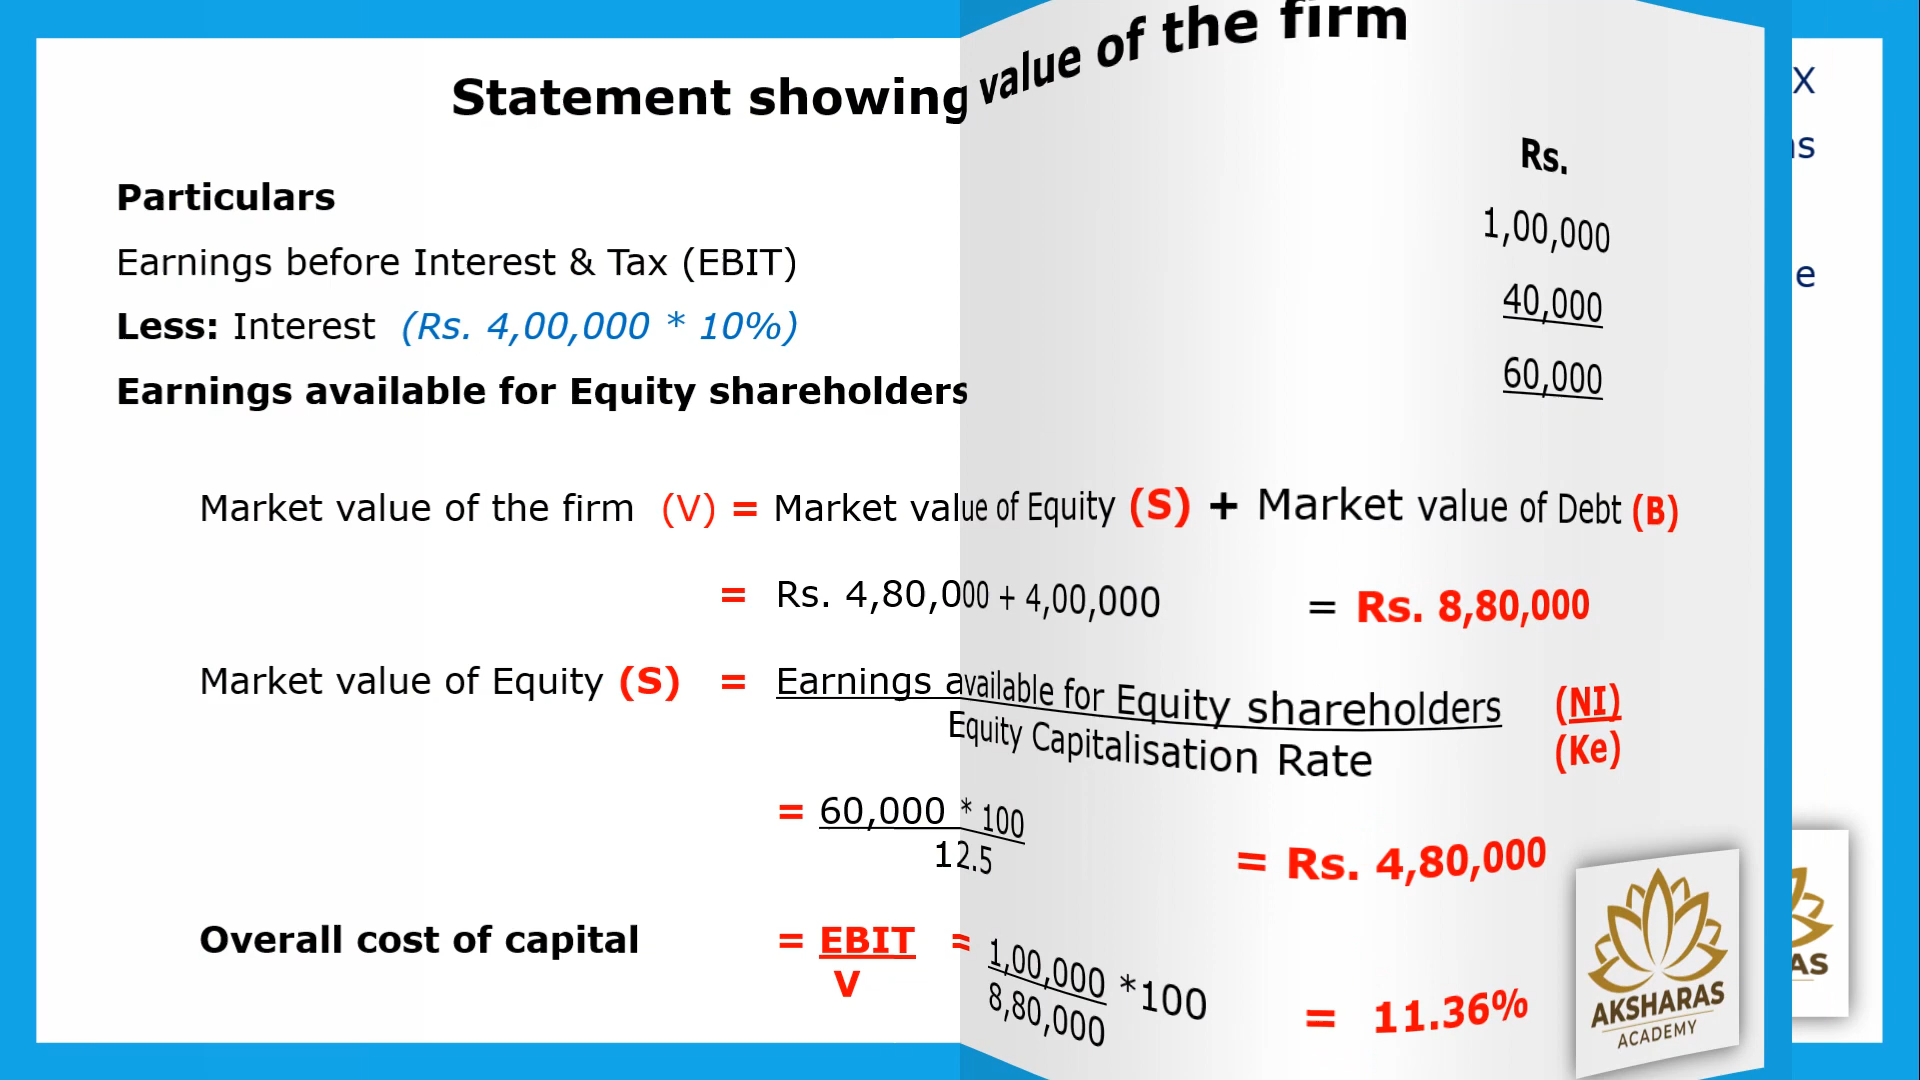 Statement showing value of the firm
Particulars Rs.
Earnings before Interest & Tax (EBIT) 1,00,000
Less: Interest (Rs. 4,00,000 * 10%) 40,000
Earnings available for Equity shareholders 60,000
Market value of the firm (V) = Market value of Equity (S) + Market value of Debt (B)
= Rs. 4,80,000 + 4,00,000 = Rs. 8,80,000
Market value of Equity (S) = Earnings available for Equity shareholders (NI)
Equity Capitalisation Rate (Ke)
= 60,000 * 100
12.5
= Rs. 4,80,000
Overall cost of capital = EBIT = 1,00,000 *100 = 11.36%
V 8,80,000
AKSHARAS
ACADEMY
X